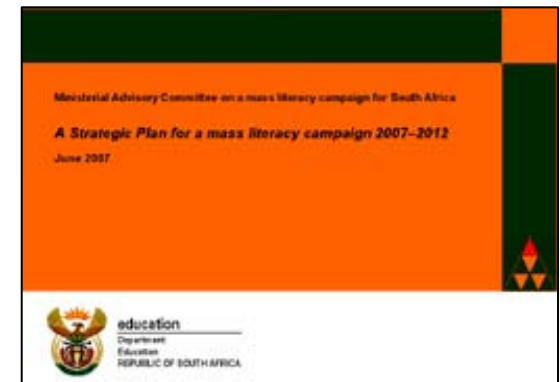 Ministerial Advisory Committee on a mass literacy campaign for South Africa
A Strategic Plan for a mass literacy campaign 2007–2012
June 2007
education
Department
Education
REPUBLIC OF SOUTH AFRICA